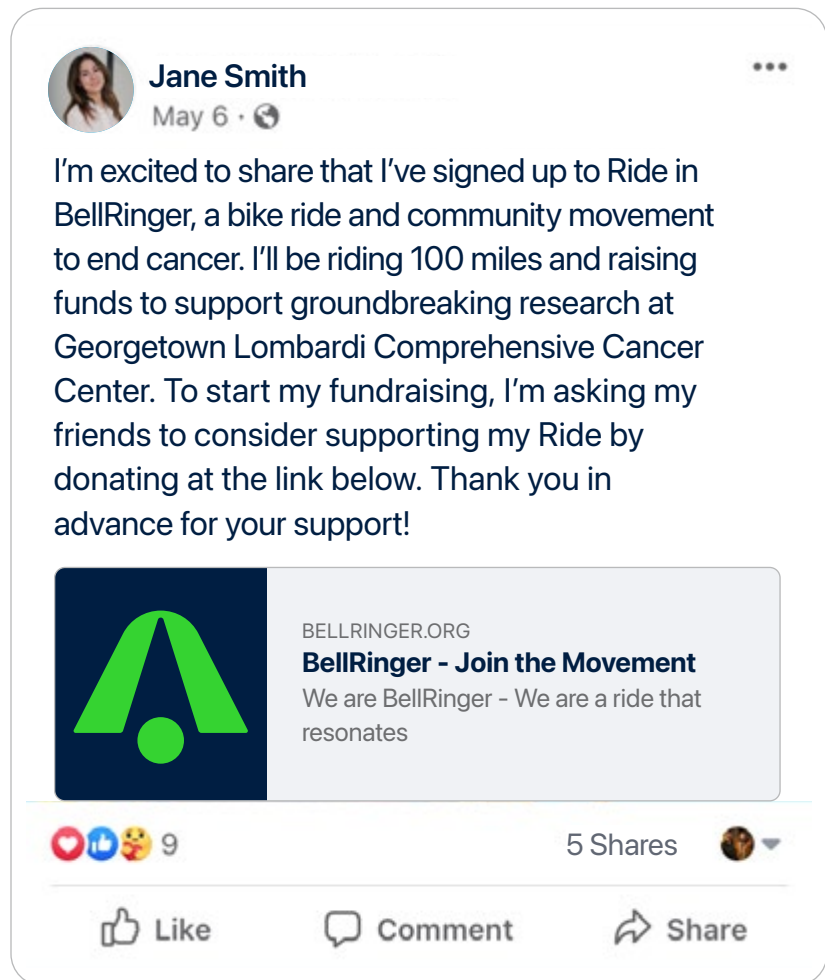 Jane Smith
May 6 ·
I’m excited to share that I’ve signed up to Ride in
BellRinger, a bike ride and community movement
to end cancer. I’ll be riding 100 miles and raising
funds to support groundbreaking research at
Georgetown Lombardi Comprehensive Cancer
Center. To start my fundraising, I’m asking my
friends to consider supporting my Ride by
donating at the link below. Thank you in
advance for your support!
BELLRINGER.ORG
BellRinger - Join the Movement
We are BellRinger - We are a ride that
resonates
9 5 Shares
Like Comment Share